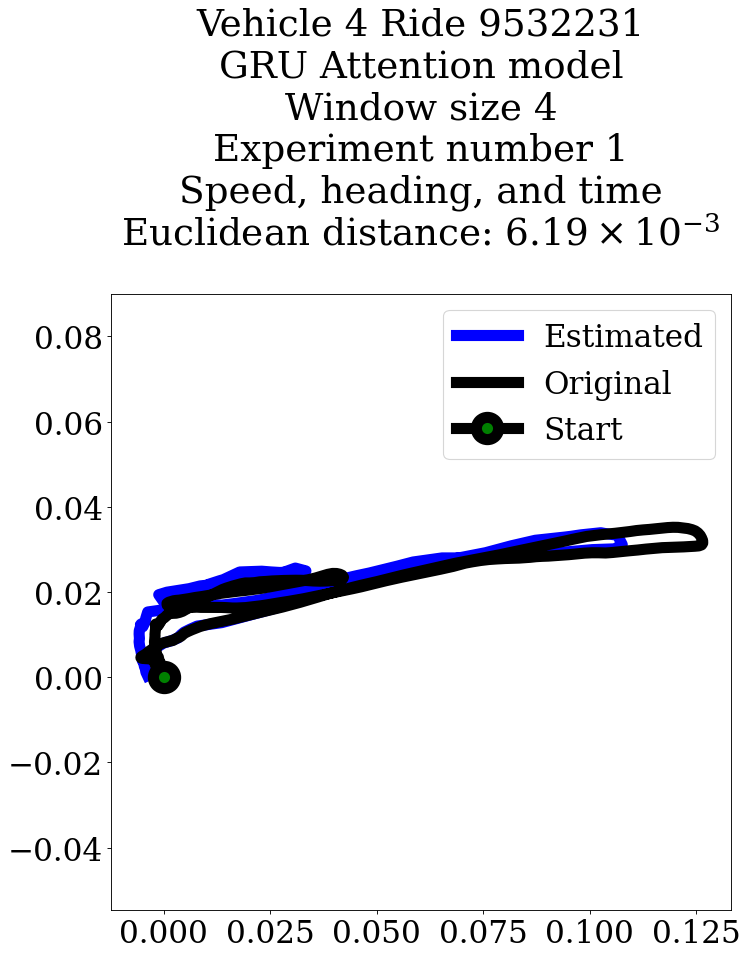 Vehicle 4 Ride 9532231
GRU Attention model
Window size 4
Experiment number 1
Speed, heading, and time
Euclidean distance: 6.19 × 10⁻³
Estimated
Original
Start
0.08
0.06
0.04
0.02
0.00
−0.02
−0.04
0.000 0.025 0.050 0.075 0.100 0.125